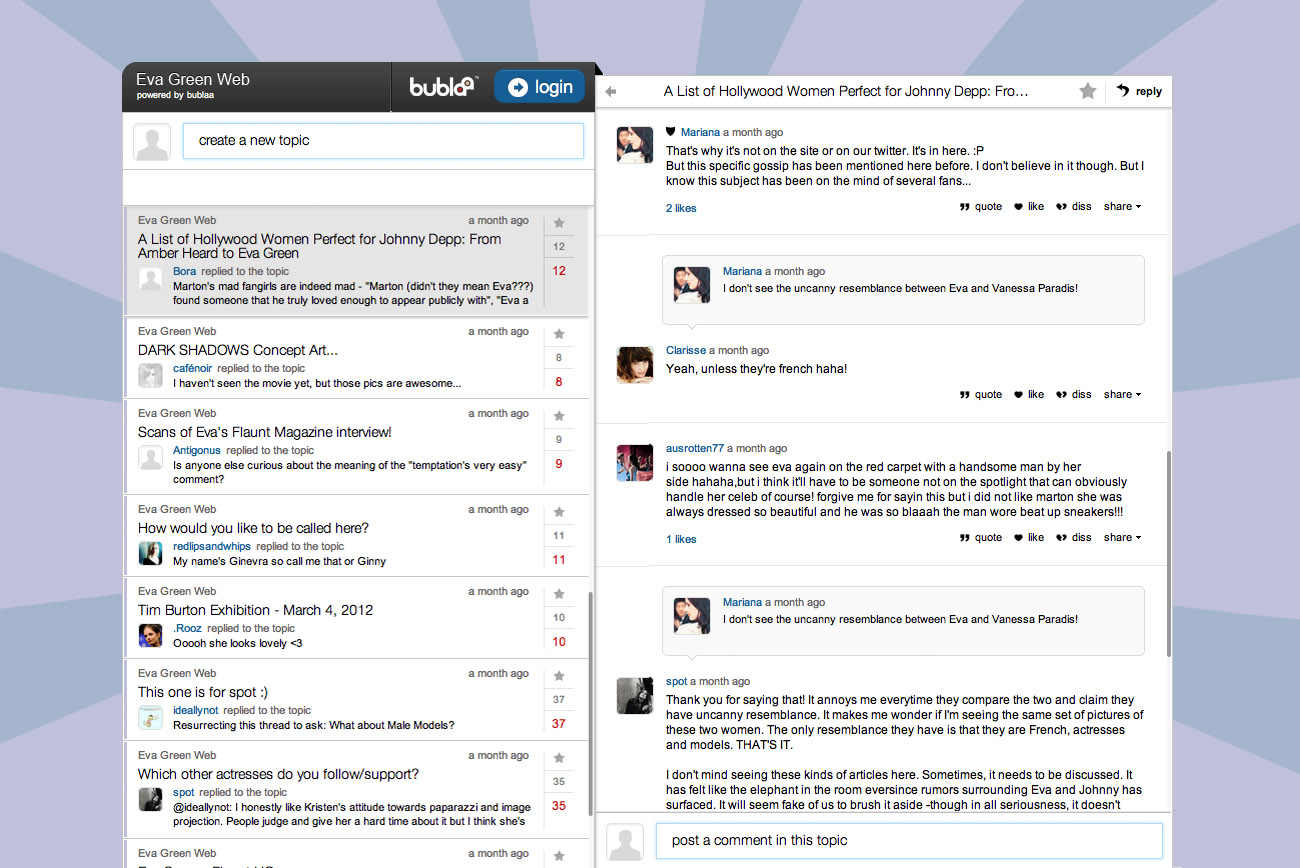 Eva Green Web
powered by bublaa
bublaa™
login
create a new topic
Eva Green Web
a month ago
A List of Hollywood Women Perfect for Johnny Depp: From
Amber Heard to Eva Green
12
Bora replied to the topic
12
Marton's mad fangirls are indeed mad - "Marton (didn't they mean Eva???)
found someone that he truly loved enough to appear publicly with", "Eva a
Eva Green Web
a month ago
DARK SHADOWS Concept Art...
8
cafénoir replied to the topic
I haven't seen the movie yet, but those pics are awesome...
8
Eva Green Web
a month ago
Scans of Eva's Flaunt Magazine interview!
9
Antigonus replied to the topic
Is anyone else curious about the meaning of the "temptation's very easy"
comment?
9
Eva Green Web
a month ago
How would you like to be called here?
11
redlipsandwhips replied to the topic
My name's Ginevra so call me that or Ginny
11
Eva Green Web
a month ago
Tim Burton Exhibition - March 4, 2012
10
.Rooz replied to the topic
Ooooh she looks lovely <3
10
Eva Green Web
a month ago
This one is for spot :)
37
ideallynot replied to the topic
Resurrecting this thread to ask: What about Male Models?
37
Eva Green Web
a month ago
Which other actresses do you follow/support?
35
spot replied to the topic
@ideallynot: I honestly like Kristen's attitude towards paparazzi and image
projection. People judge and give her a hard time about it but I think she's
35
Eva Green Web
a month ago
A List of Hollywood Women Perfect for Johnny Depp: Fro...
reply
Mariana a month ago
That's why it's not on the site or on our twitter. It's in here. :P
But this specific gossip has been mentioned here before. I don't believe in it though. But I
know this subject has been on the mind of several fans...
2 likes
quote like diss share
Mariana a month ago
I don't see the uncanny resemblance between Eva and Vanessa Paradis!
Clarisse a month ago
Yeah, unless they're french haha!
quote like diss share
ausrotten77 a month ago
i soooo wanna see eva again on the red carpet with a handsome man by her
side hahaha,but i think it'll have to be someone not on the spotlight that can obviously
handle her celeb of course! forgive me for sayin this but i did not like marton she was
always dressed so beautiful and he was so blaaah the man wore beat up sneakers!!!
1 likes
quote like diss share
Mariana a month ago
I don't see the uncanny resemblance between Eva and Vanessa Paradis!
spot a month ago
Thank you for saying that! It annoys me everytime they compare the two and claim they
have uncanny resemblance. It makes me wonder if I'm seeing the same set of pictures of
these two women. The only resemblance they have is that they are French, actresses
and models. THAT'S IT.
I don't mind seeing these kinds of articles here. Sometimes, it needs to be discussed. It
has felt like the elephant in the room eversince rumors surrounding Eva and Johnny has
surfaced. It will seem fake of us to brush it aside -though in all seriousness, it doesn't
post a comment in this topic